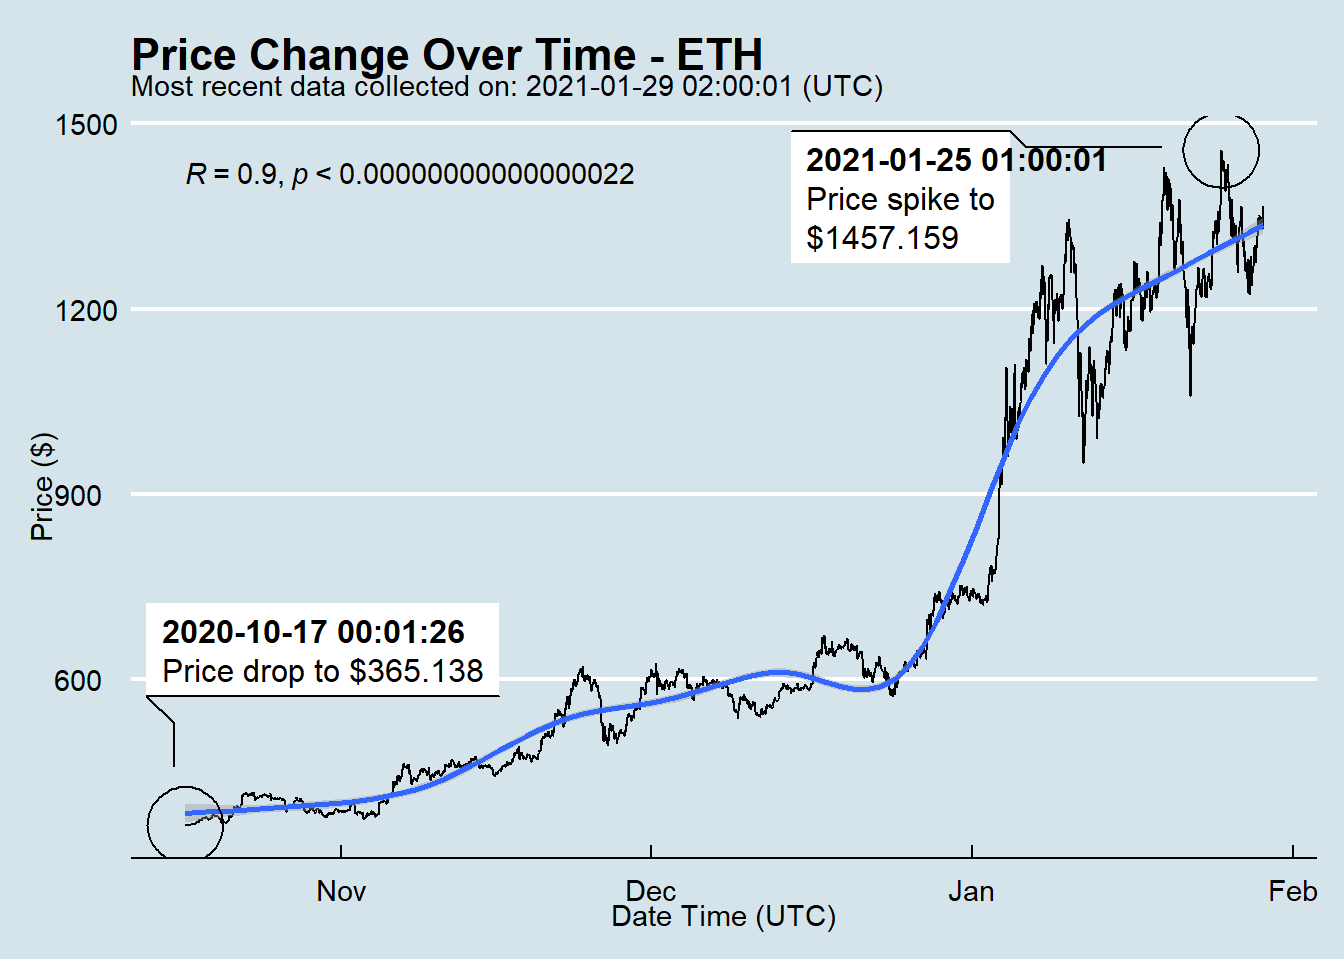 Price Change Over Time - ETH
Most recent data collected on: 2021-01-29 02:00:01 (UTC)
R = 0.9, p < 0.00000000000000022
2021-01-25 01:00:01
Price spike to
$1457.159
2020-10-17 00:01:26
Price drop to $365.138
Price ($)
1500
1200
900
600
Nov
Dec
Jan
Feb
Date Time (UTC)